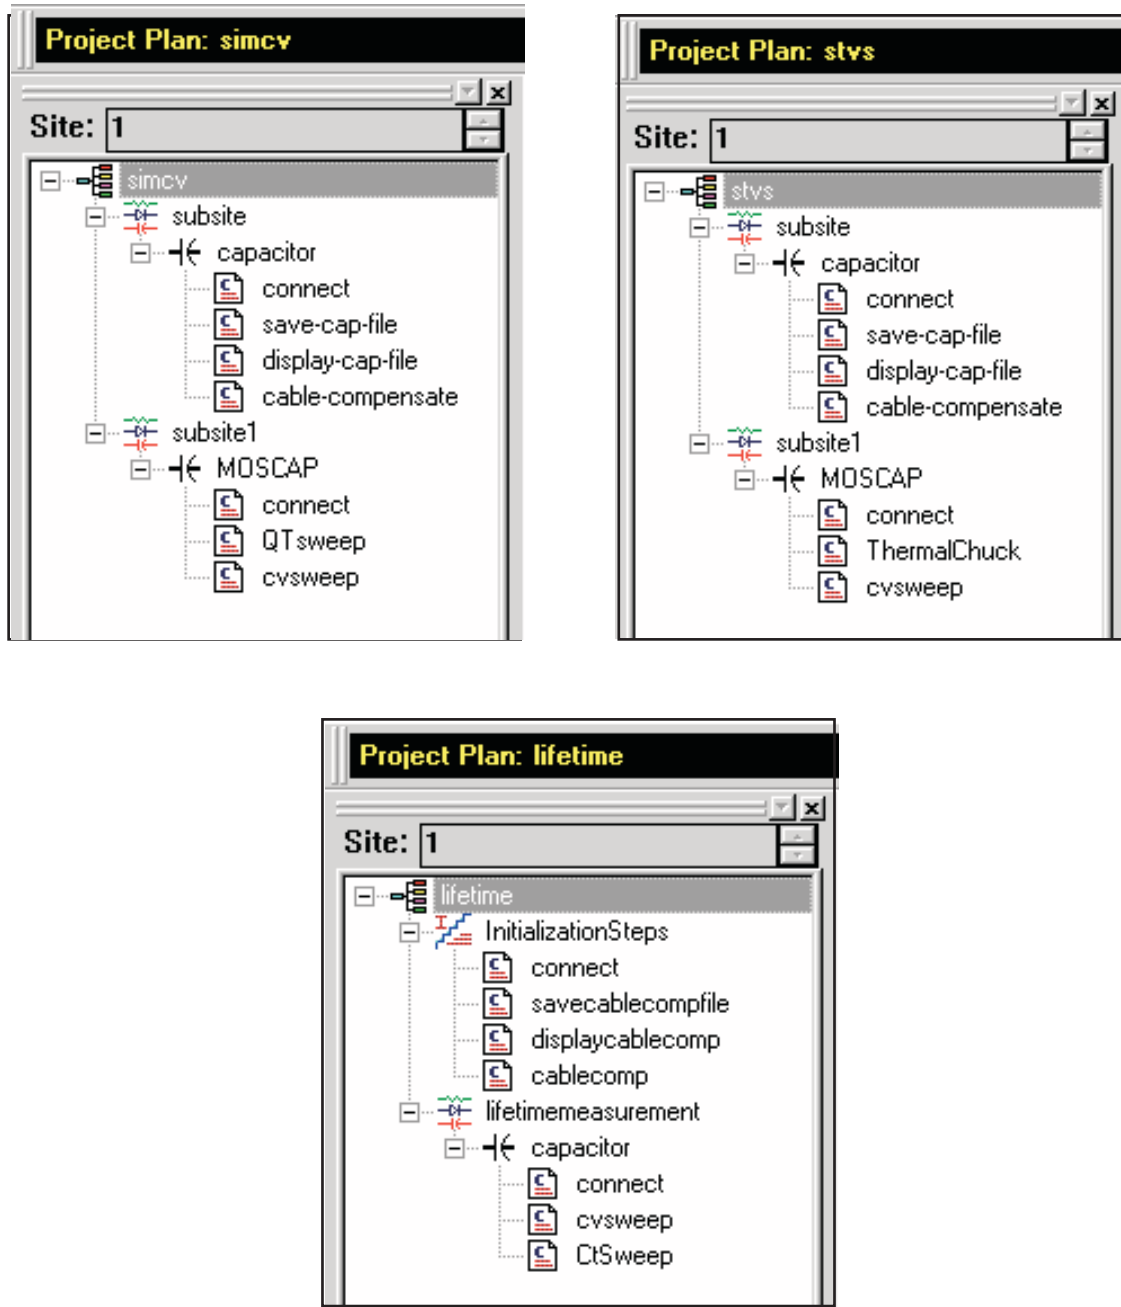 Project Plan: simcv
Site: 1
simcv
subsite
capacitor
connect
save-cap-file
display-cap-file
cable-compensate
subsite1
MOSCAP
connect
QTsweep
cvsweep
Project Plan: stvs
Site: 1
stvs
subsite
capacitor
connect
save-cap-file
display-cap-file
cable-compensate
subsite1
MOSCAP
connect
ThermalChuck
cvsweep
Project Plan: lifetime
Site: 1
lifetime
InitializationSteps
connect
savecablecompfile
displaycablecomp
cablecomp
lifetimemeasurement
capacitor
connect
cvsweep
CtSweep